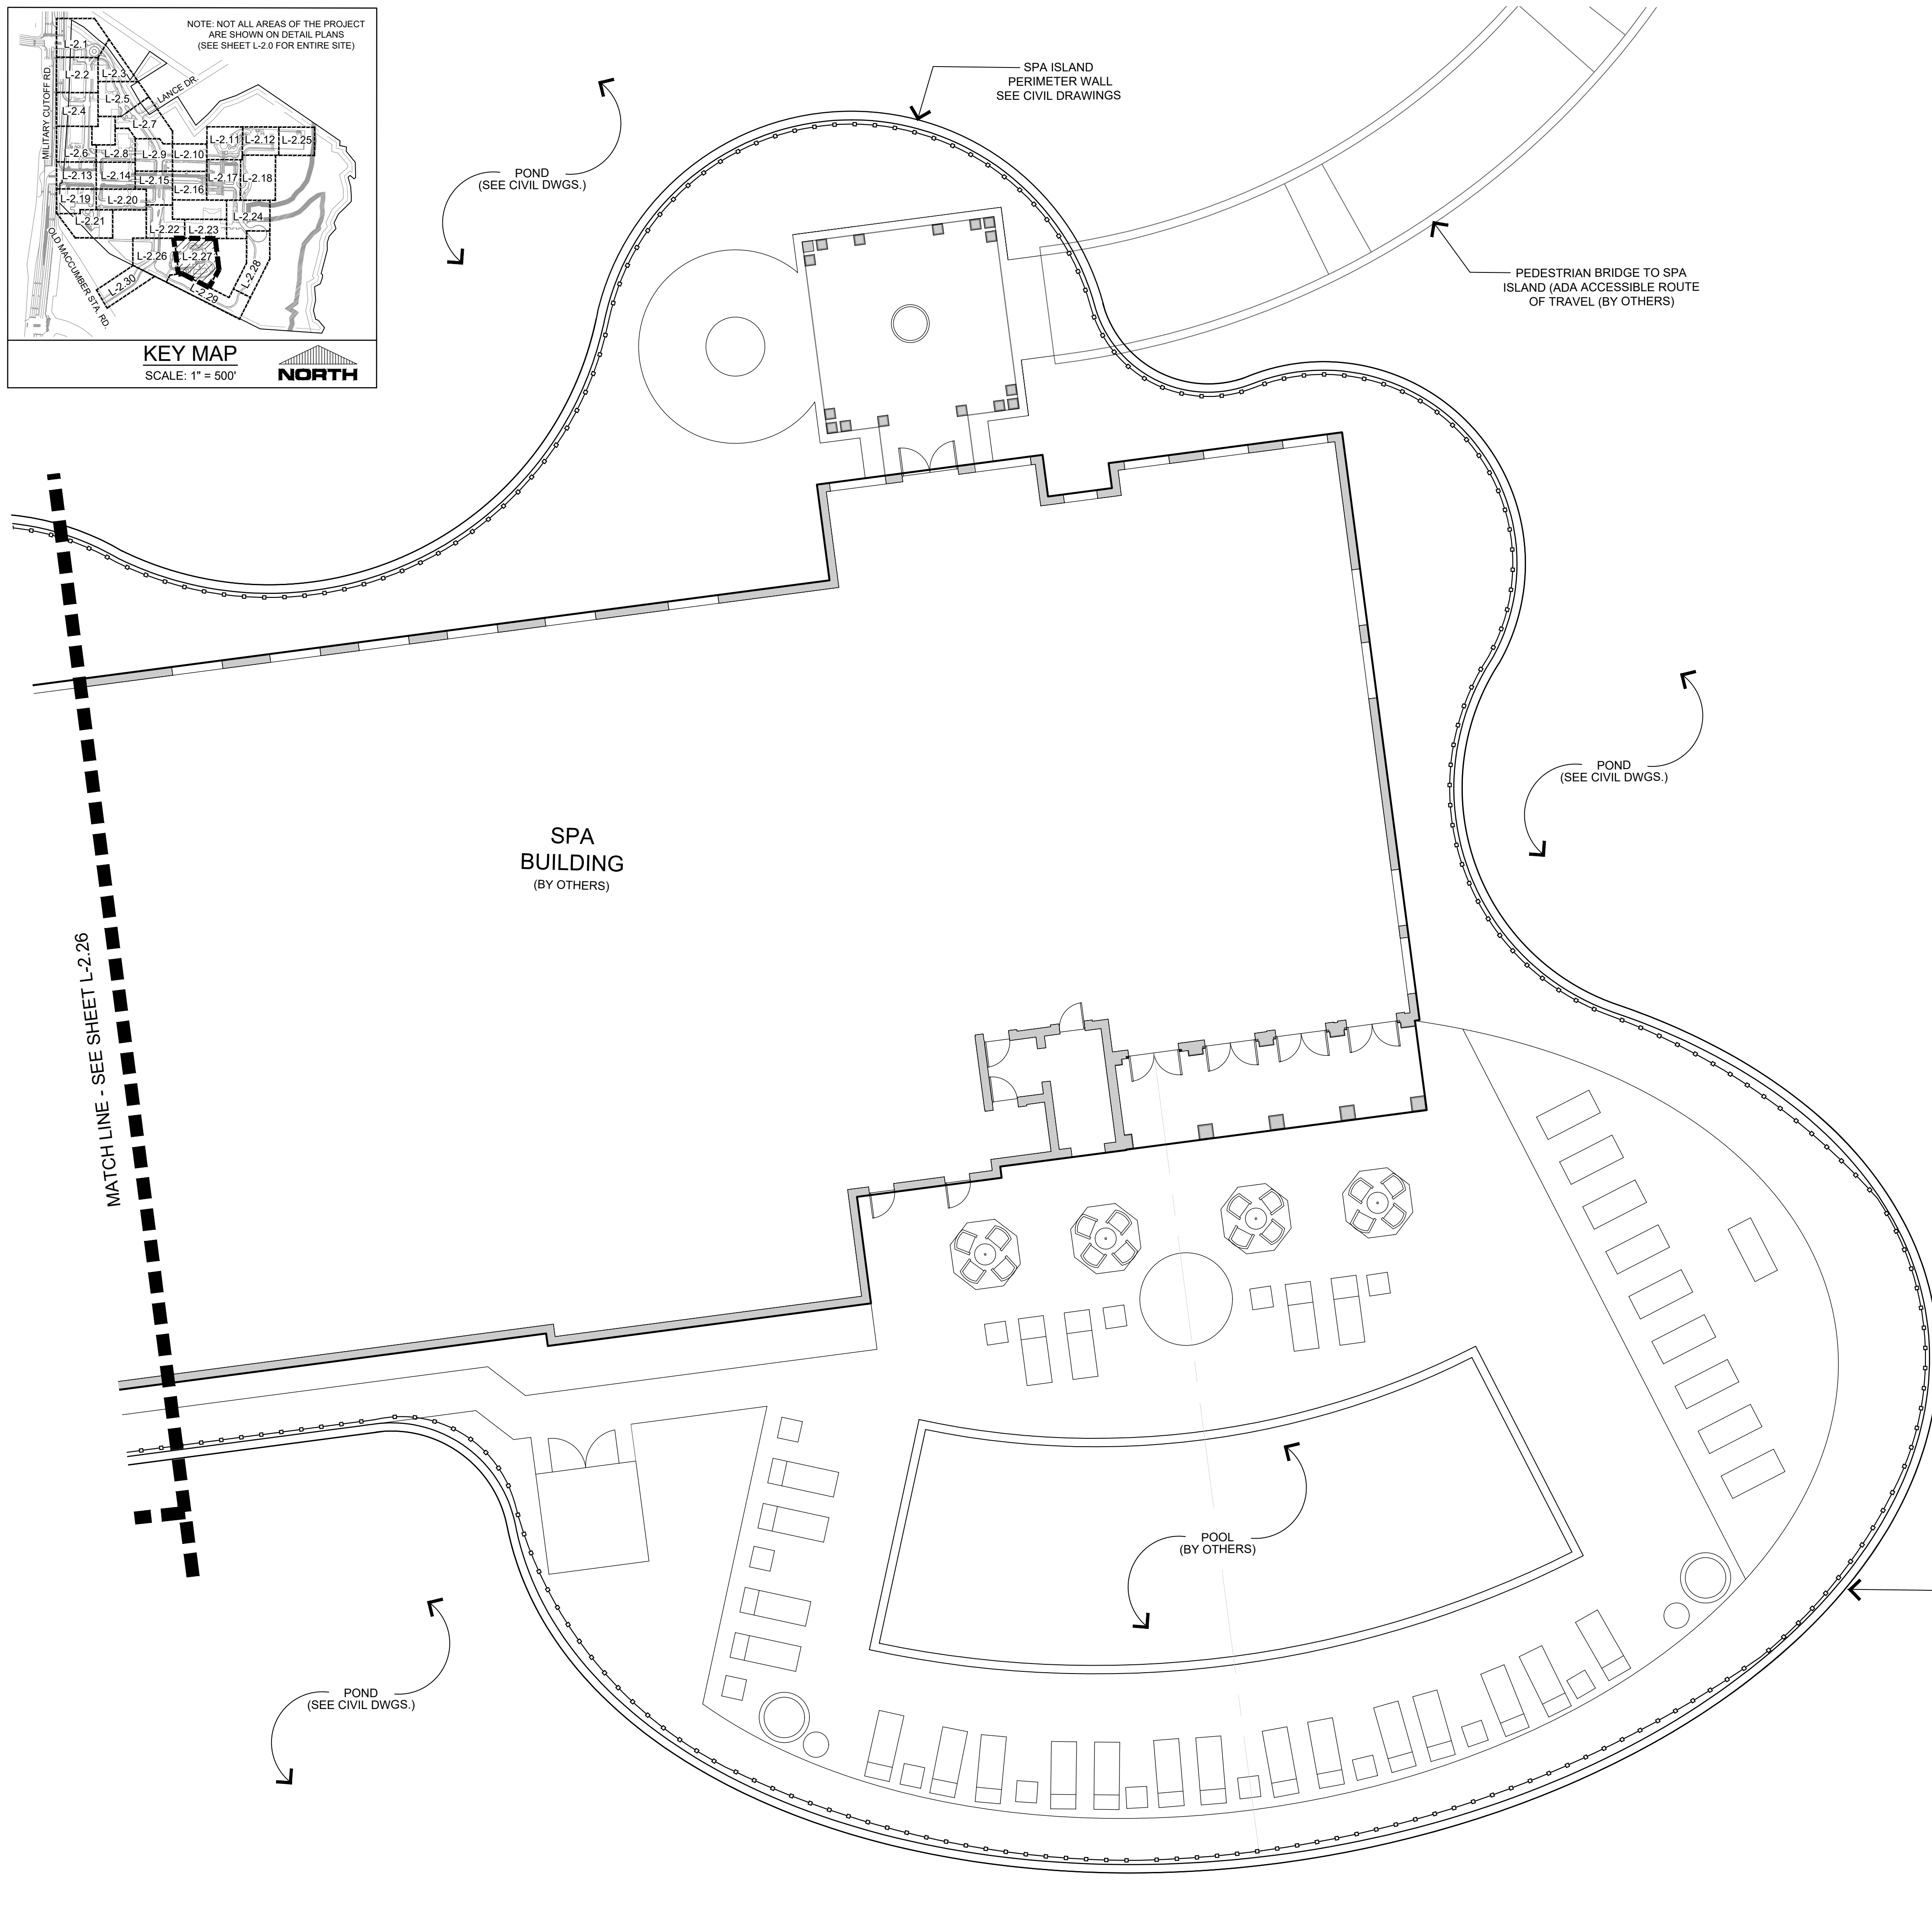 NOTE: NOT ALL AREAS OF THE PROJECT
ARE SHOWN ON DETAIL PLANS
(SEE SHEET L-2.0 FOR ENTIRE SITE)
L-2.1
L-2.2
L-2.3
L-2.4
L-2.5
LANCE DR.
MILITARY CUTOFF RD.
L-2.7
L-2.6
L-2.8
L-2.9
L-2.10
L-2.11
L-2.12
L-2.25
L-2.13
L-2.14
L-2.15
L-2.16
L-2.17
L-2.18
L-2.19
L-2.20
L-2.21
L-2.22
L-2.23
L-2.24
L-2.26
L-2.27
L-2.28
L-2.29
L-2.30
OLD MACCUMBER STA. RD.
KEY MAP
SCALE: 1" = 500'
NORTH
SPA ISLAND
PERIMETER WALL
SEE CIVIL DRAWINGS
POND
(SEE CIVIL DWGS.)
PEDESTRIAN BRIDGE TO SPA
ISLAND (ADA ACCESSIBLE ROUTE
OF TRAVEL (BY OTHERS)
POND
(SEE CIVIL DWGS.)
SPA
BUILDING
(BY OTHERS)
MATCH LINE - SEE SHEET L-2.26
POOL
(BY OTHERS)
POND
(SEE CIVIL DWGS.)